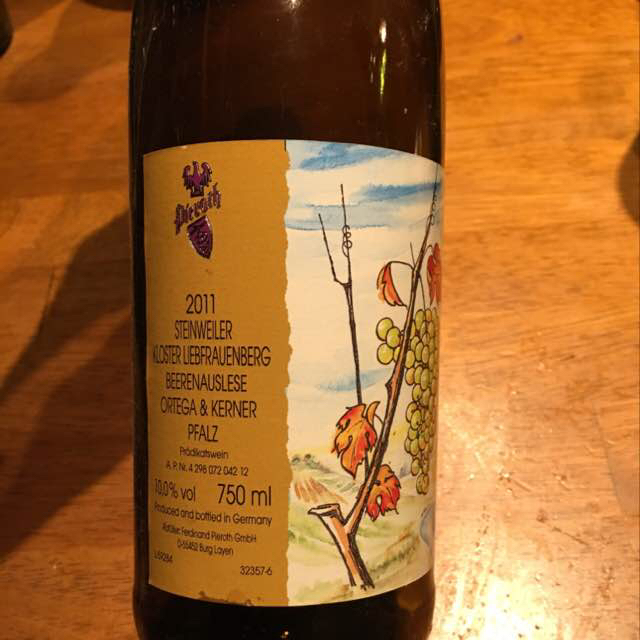 Pieroth
2011
STEINWEILER
KLOSTER LIEBFRAUENBERG
BEERENAUSLESE
ORTEGA & KERNER
PFALZ
Prädikatswein
A. P. Nr. 4 298 072 042 12
10,0% vol 750 ml
Produced and bottled in Germany
Abfüller: Ferdinand Pieroth GmbH
D-55452 Burg Layen
32357-6